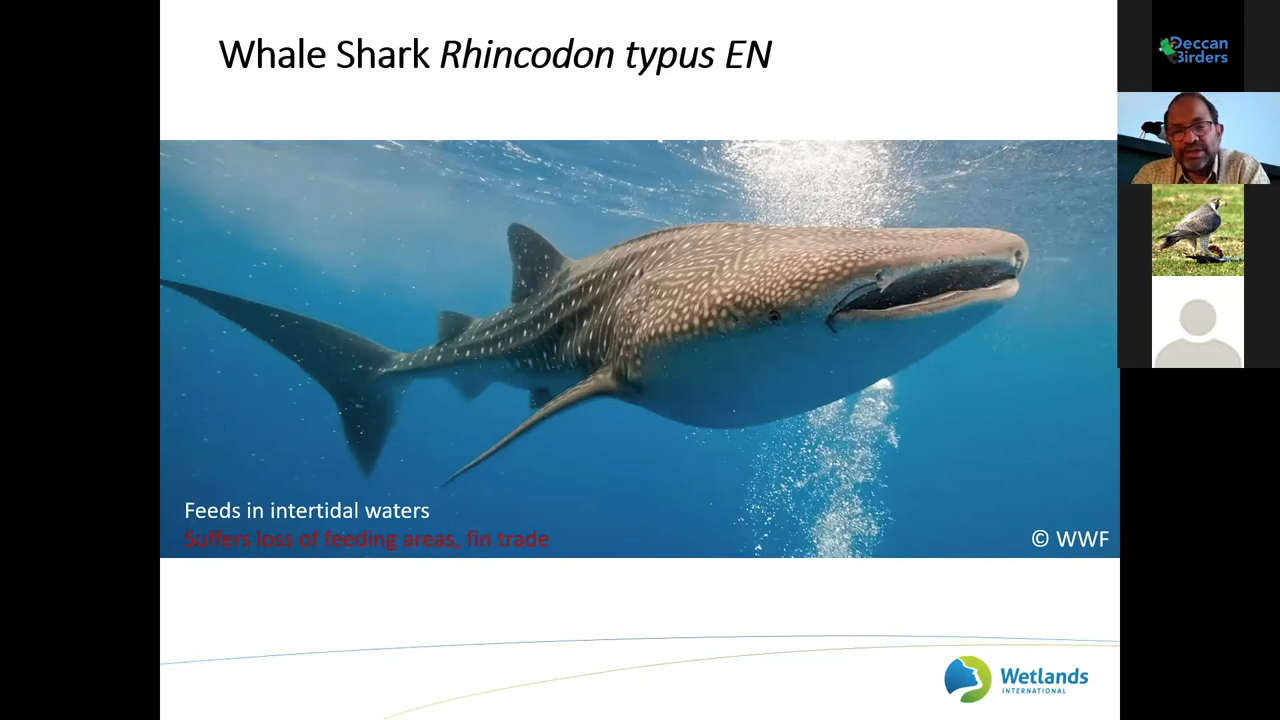 Whale Shark Rhincodon typus EN
Deccan
Birders
Feeds in intertidal waters
Suffers loss of feeding areas, fin trade
© WWF
Wetlands
INTERNATIONAL